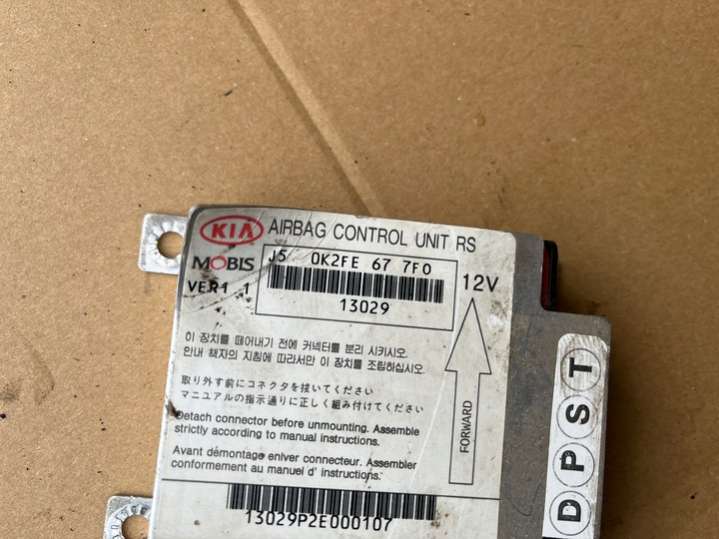 KIA AIRBAG CONTROL UNIT RS
MOBIS
J5 0K2FE 67 7F0
VER1 1
12V
13029
이 장치를 떼어내기 전에 커넥터를 분리 시키시오.
안내 책자의 지침에 따라서만 이 장치를 조립하십시오.
取り外す前にコネクタを抜いてください
マニュアルの指示通りに正しく組み付けてください
Detach connector before unmounting. Assemble
strictly according to manual instructions.
Avant démontage enlver connecteur. Assembler
conformement au manuel d' instructions.
FORWARD
13029P2E000107
D P S T